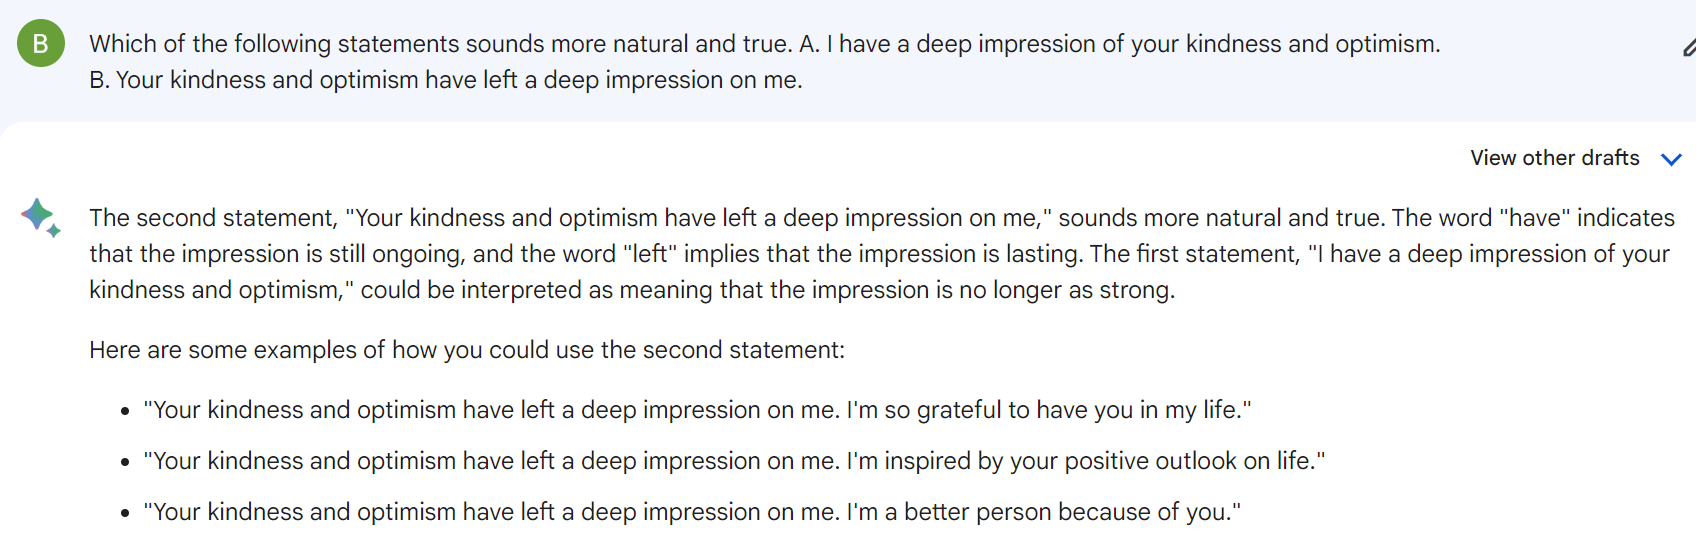 B
Which of the following statements sounds more natural and true. A. I have a deep impression of your kindness and optimism.
B. Your kindness and optimism have left a deep impression on me.
View other drafts
The second statement, "Your kindness and optimism have left a deep impression on me," sounds more natural and true. The word "have" indicates
that the impression is still ongoing, and the word "left" implies that the impression is lasting. The first statement, "I have a deep impression of your
kindness and optimism," could be interpreted as meaning that the impression is no longer as strong.
Here are some examples of how you could use the second statement:
• "Your kindness and optimism have left a deep impression on me. I'm so grateful to have you in my life."
• "Your kindness and optimism have left a deep impression on me. I'm inspired by your positive outlook on life."
• "Your kindness and optimism have left a deep impression on me. I'm a better person because of you."